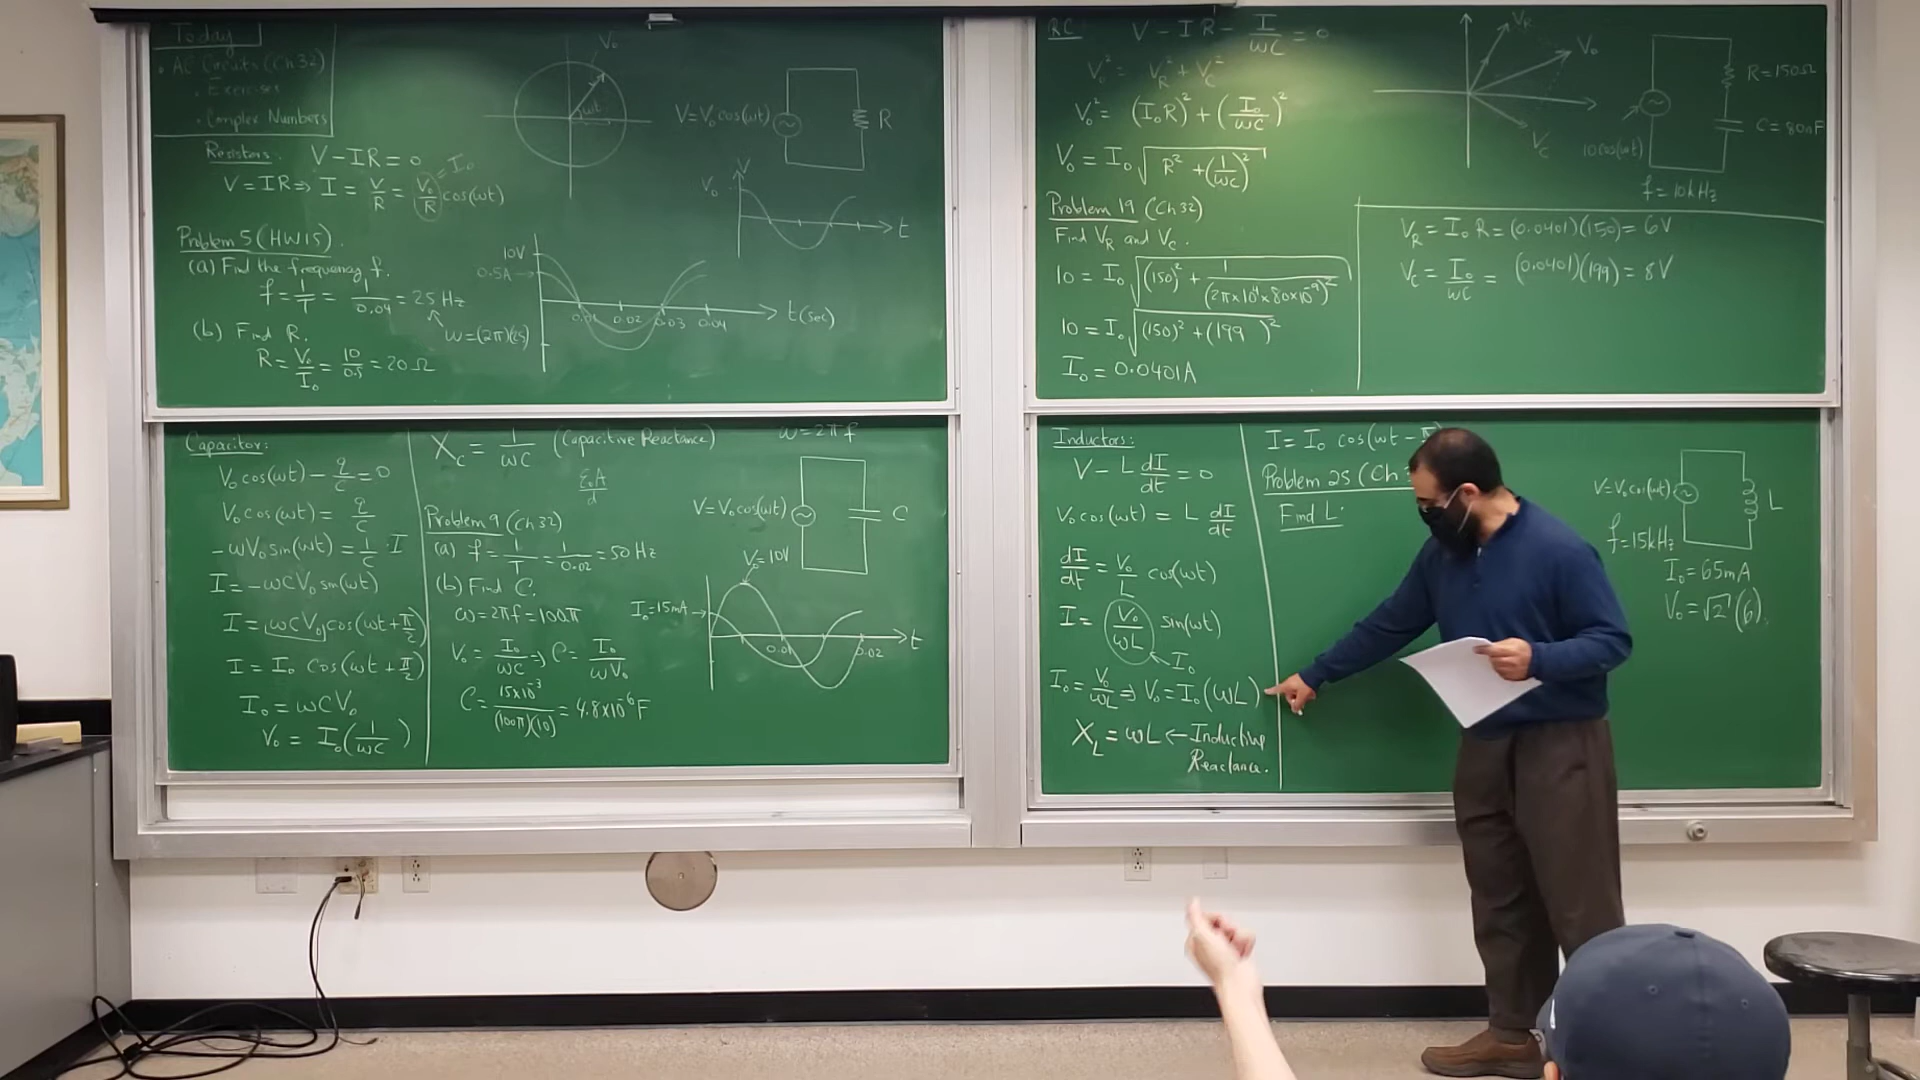 Today
• AC Circuits (Ch32)
• Exercises
• Complex Numbers
V₀
ωt
V=V₀cos(ωt)
R
Resistors:
V-IR=0
V=IR⇒ I = V/R = V₀/R cos(ωt)
=I₀
V
V₀
t
Problem 5 (HW15).
(a) Find the frequency f.
f=1/T = 1/0.04 = 25 Hz
ω=(2π)(25)
(b) Find R.
R=V₀/I₀ = 10/0.5 = 20Ω
10V
0.5A
0.01 0.02 0.03 0.04
t(sec)
Capacitor:
V₀cos(ωt) - q/C = 0
V₀cos(ωt) = q/C
-ωV₀sin(ωt) = 1/C I
I = -ωCV₀sin(ωt)
I = ωCV₀cos(ωt+π/2)
I = I₀ cos(ωt+π/2)
I₀ = ωCV₀
V₀ = I₀(1/ωC)
X_C = 1/ωC (Capacitive Reactance)
ε₀A/d
ω=2πf
Problem 9 (Ch32)
(a) f=1/T = 1/0.02 = 50 Hz
(b) Find C.
ω=2πf=100π
V₀ = I₀/ωC ⇒ C = I₀/ωV₀
C = 15×10⁻³/(100π)(10) = 4.8×10⁻⁶F
V=V₀cos(ωt)
C
V₀=10V
I₀=15mA
0.01
0.02
t
RC
V - IR - I/ωC = 0
V₀² = V_R² + V_C²
V₀² = (I₀R)² + (I₀/ωC)²
V₀ = I₀√R² + (1/ωC)²
V_R
V₀
V_C
R=150Ω
C=80nF
10cos(ωt)
f=10kHz
Problem 19 (Ch32)
Find V_R and V_C.
10 = I₀√(150)² + 1/(2π×10⁴×80×10⁻⁹)²
10 = I₀√(150)² + (199)²
I₀ = 0.0401A
V_R = I₀R = (0.0401)(150) = 6V
V_C = I₀/ωC = (0.0401)(199) = 8V
Inductors:
V - L dI/dt = 0
V₀cos(ωt) = L dI/dt
dI/dt = V₀/L cos(ωt)
I = V₀/ωL sin(ωt)
I₀
I₀ = V₀/ωL ⇒ V₀ = I₀(ωL)
X_L = ωL ← Inductive
Reactance.
I = I₀ cos(ωt -
Problem 25 (Ch
Find L:
V=V₀cos(ωt)
L
f=15kHz
I₀=65mA
V₀=√2(6)